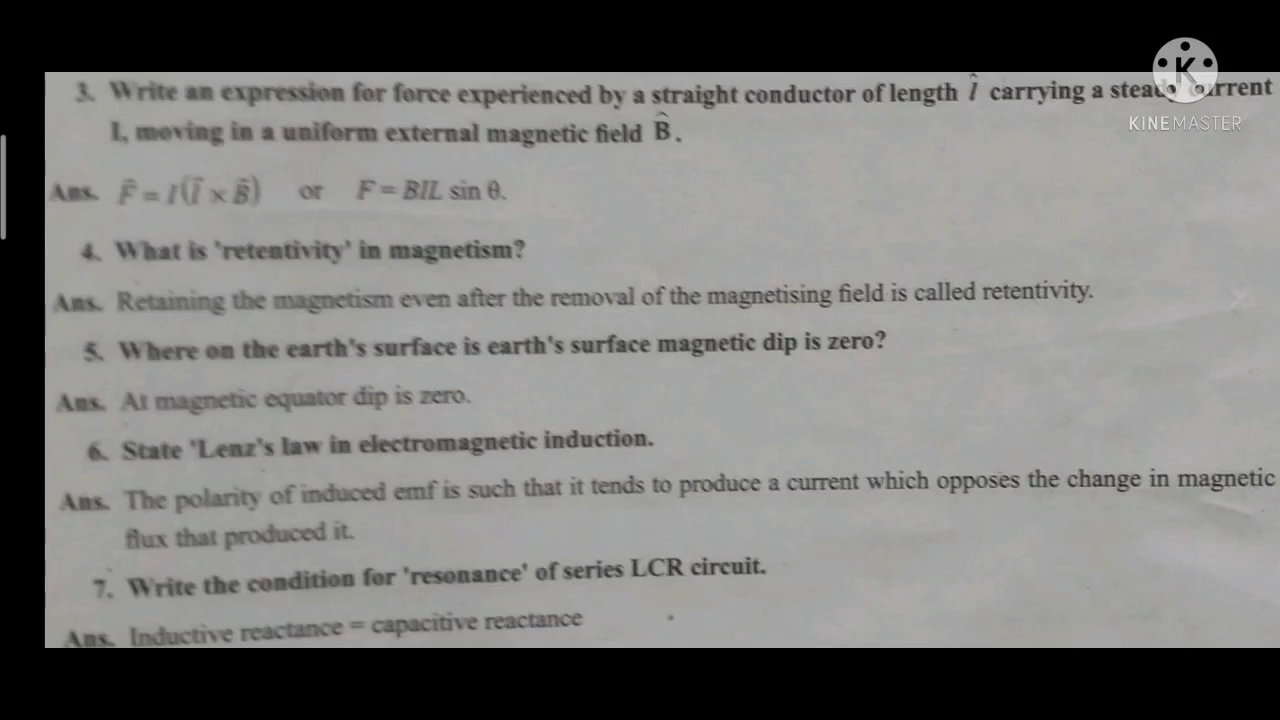 3. Write an expression for force experienced by a straight conductor of length l̂ carrying a steady current
I, moving in a uniform external magnetic field B̂.
Ans. F⃗ = I(l⃗ × B⃗) or F = BIL sin θ.
4. What is 'retentivity' in magnetism?
Ans. Retaining the magnetism even after the removal of the magnetising field is called retentivity.
5. Where on the earth's surface is earth's surface magnetic dip is zero?
Ans. At magnetic equator dip is zero.
6. State 'Lenz's law in electromagnetic induction.
Ans. The polarity of induced emf is such that it tends to produce a current which opposes the change in magnetic
flux that produced it.
7. Write the condition for 'resonance' of series LCR circuit.
Ans. Inductive reactance = capacitive reactance
K
KINEMASTER